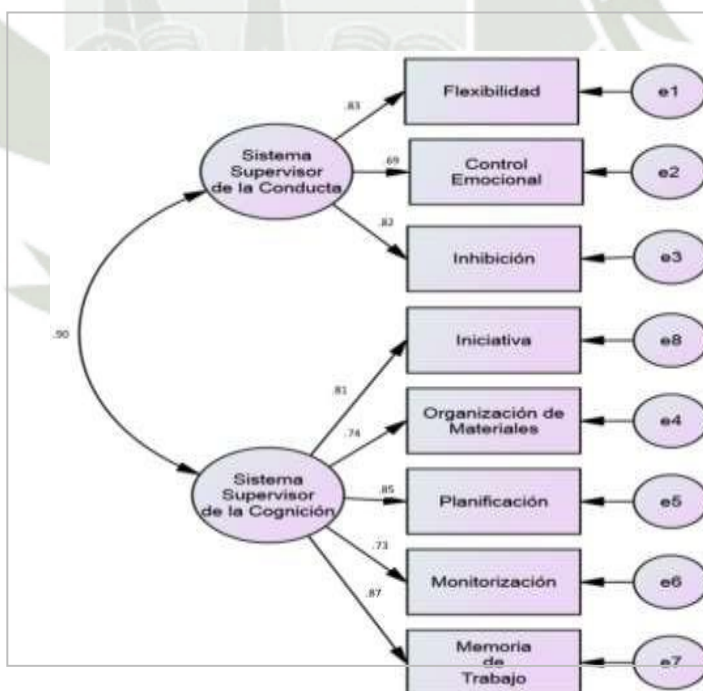 Flexibilidad
e1
.83
Sistema
Supervisor
de la Conducta
.69
Control
Emocional
e2
.82
Inhibición
e3
.90
Iniciativa
e8
.81
Organización de
Materiales
e4
.74
Sistema
Supervisor
de la Cognición
.85
Planificación
e5
.73
Monitorización
e6
.87
Memoria
de
Trabajo
e7